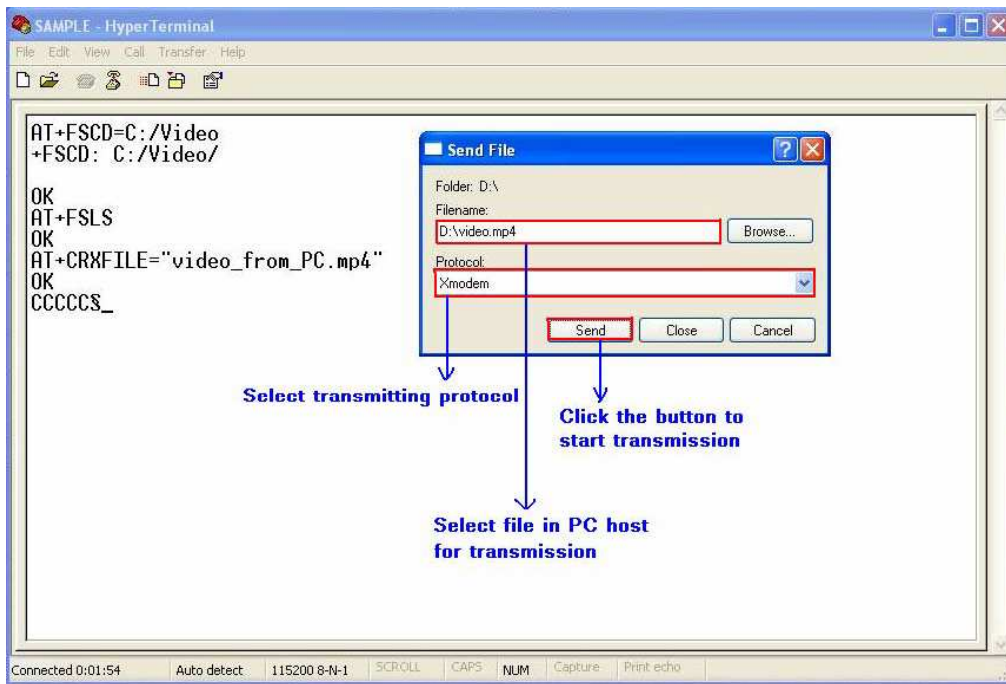 SAMPLE - HyperTerminal
File Edit View Call Transfer Help
AT+FSCD=C:/Video
+FSCD: C:/Video/
OK
AT+FSLS
OK
AT+CRXFILE="video_from_PC.mp4"
OK
CCCCC§_
Send File
Folder: D:\
Filename:
D:\video.mp4
Browse...
Protocol:
Xmodem
Send Close Cancel
Select transmitting protocol
Click the button to
start transmission
Select file in PC host
for transmission
Connected 0:01:54 Auto detect 115200 8-N-1 SCROLL CAPS NUM Capture Print echo